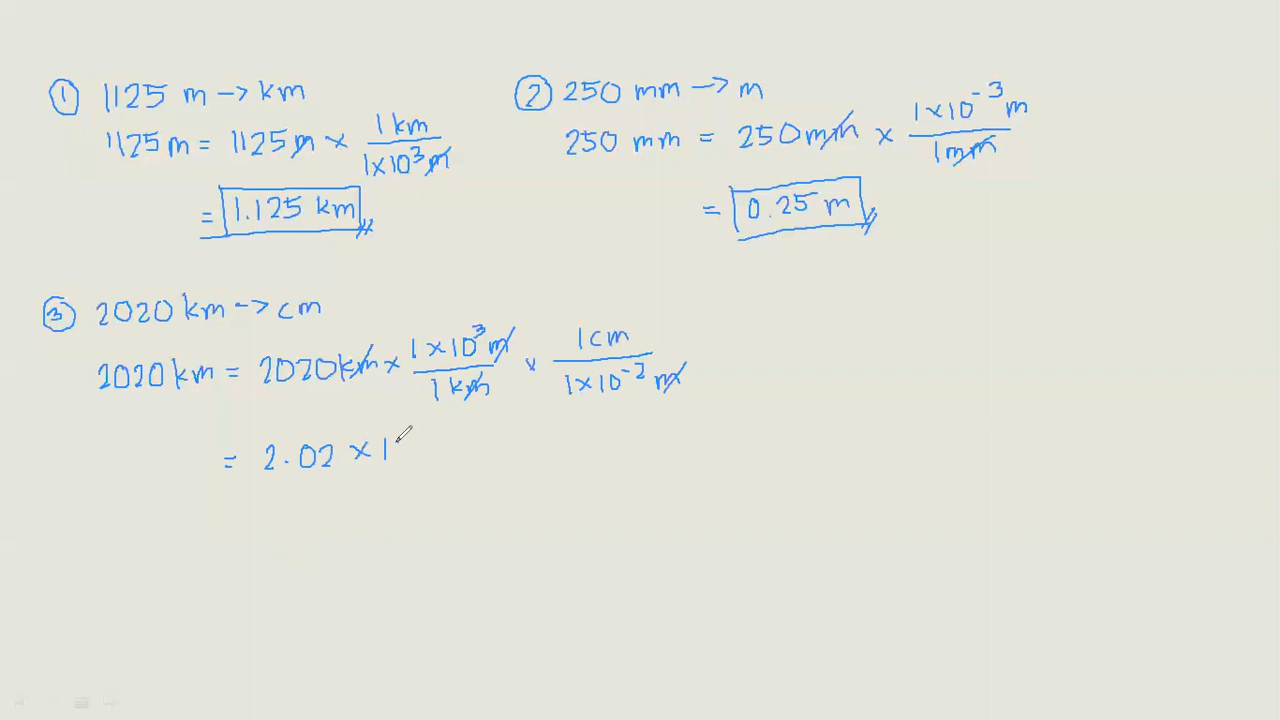 ① 1125 m → km
1125 m = 1125 m × 1 km / 1×10³ m
= 1.125 km
② 250 mm → m
250 mm = 250 mm × 1×10⁻³ m / 1 mm
= 0.25 m
③ 2020 km → cm
2020 km = 2020 km × 1×10³ m / 1 km × 1 cm / 1×10⁻² m
= 2.02 × 1